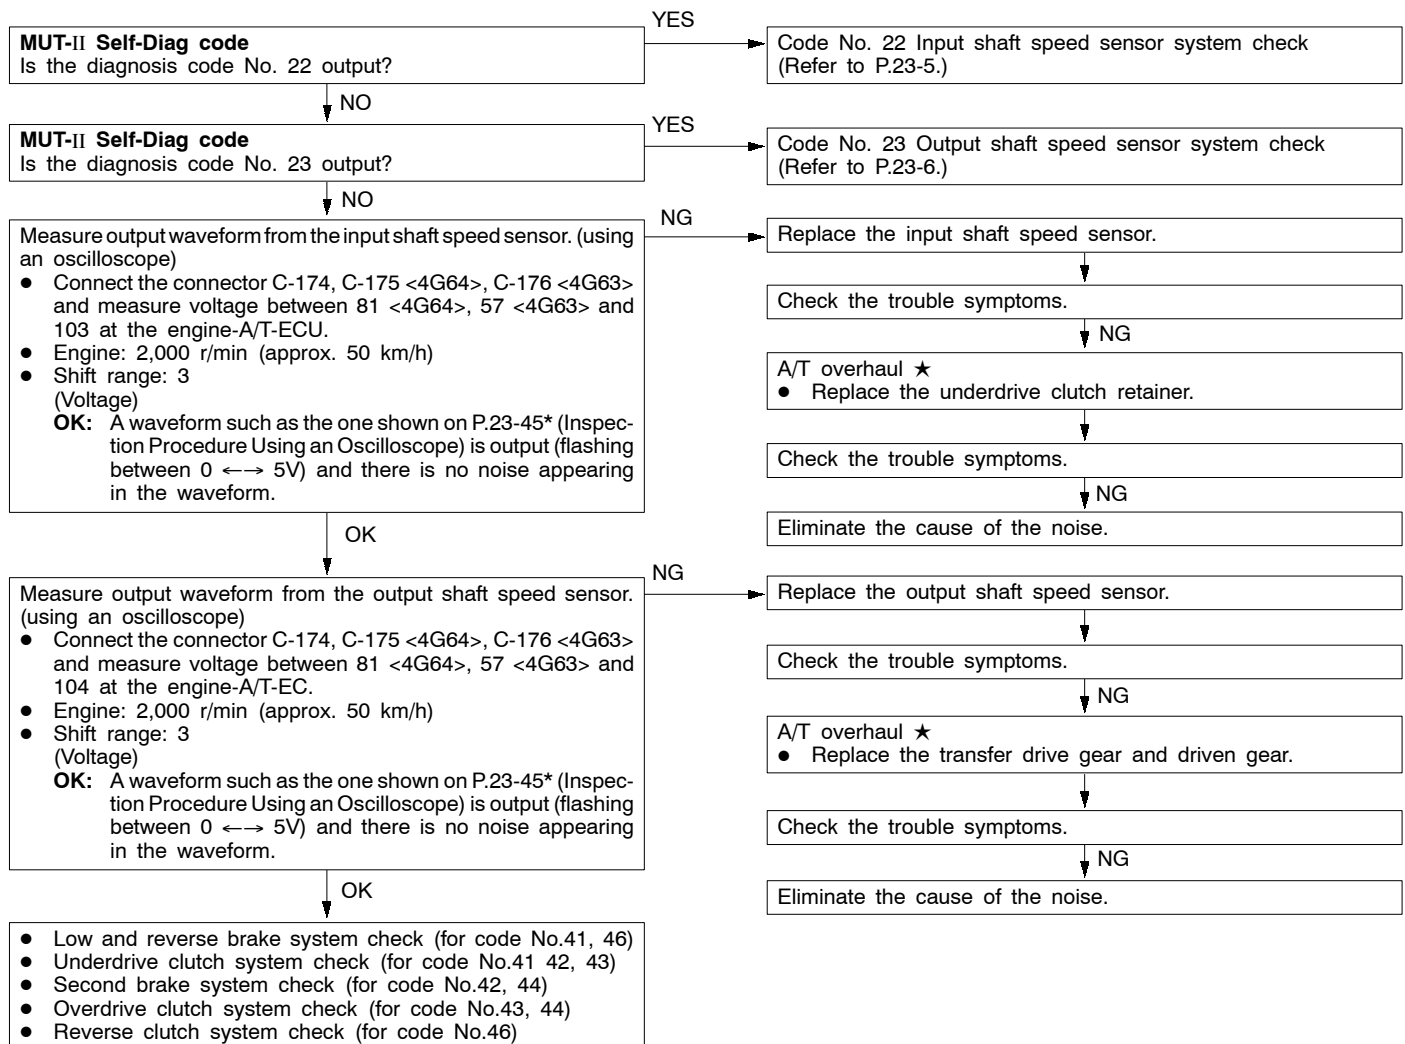 MUT-II Self-Diag code
Is the diagnosis code No. 22 output?
YES
Code No. 22 Input shaft speed sensor system check
(Refer to P.23-5.)
NO
MUT-II Self-Diag code
Is the diagnosis code No. 23 output?
YES
Code No. 23 Output shaft speed sensor system check
(Refer to P.23-6.)
NO
Measure output waveform from the input shaft speed sensor. (using
an oscilloscope)
● Connect the connector C-174, C-175 <4G64>, C-176 <4G63>
and measure voltage between 81 <4G64>, 57 <4G63> and
103 at the engine-A/T-ECU.
● Engine: 2,000 r/min (approx. 50 km/h)
● Shift range: 3
(Voltage)
OK: A waveform such as the one shown on P.23-45* (Inspec-
tion Procedure Using an Oscilloscope) is output (flashing
between 0 ←→ 5V) and there is no noise appearing
in the waveform.
NG
Replace the input shaft speed sensor.
Check the trouble symptoms.
NG
A/T overhaul ★
● Replace the underdrive clutch retainer.
Check the trouble symptoms.
NG
Eliminate the cause of the noise.
OK
Measure output waveform from the output shaft speed sensor.
(using an oscilloscope)
● Connect the connector C-174, C-175 <4G64>, C-176 <4G63>
and measure voltage between 81 <4G64>, 57 <4G63> and
104 at the engine-A/T-EC.
● Engine: 2,000 r/min (approx. 50 km/h)
● Shift range: 3
(Voltage)
OK: A waveform such as the one shown on P.23-45* (Inspec-
tion Procedure Using an Oscilloscope) is output (flashing
between 0 ←→ 5V) and there is no noise appearing
in the waveform.
NG
Replace the output shaft speed sensor.
Check the trouble symptoms.
NG
A/T overhaul ★
● Replace the transfer drive gear and driven gear.
Check the trouble symptoms.
NG
Eliminate the cause of the noise.
OK
● Low and reverse brake system check (for code No.41, 46)
● Underdrive clutch system check (for code No.41 42, 43)
● Second brake system check (for code No.42, 44)
● Overdrive clutch system check (for code No.43, 44)
● Reverse clutch system check (for code No.46)